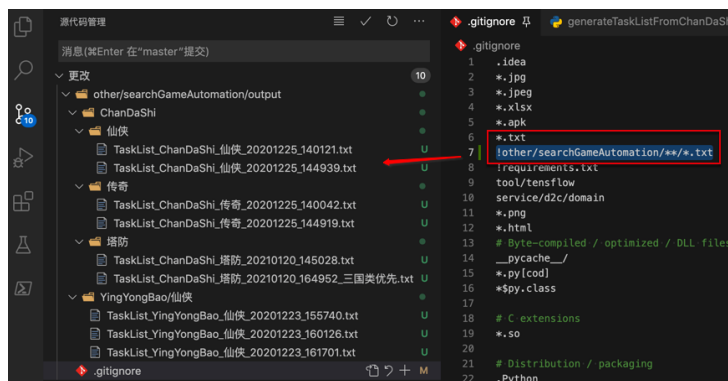 源代码管理
消息(⌘Enter 在“master”提交)
更改
10
other/searchGameAutomation/output
ChanDaShi
仙侠
TaskList_ChanDaShi_仙侠_20201225_140121.txt U
TaskList_ChanDaShi_仙侠_20201225_144939.txt U
传奇
TaskList_ChanDaShi_传奇_20201225_140042.txt U
TaskList_ChanDaShi_传奇_20201225_144919.txt U
塔防
TaskList_ChanDaShi_塔防_20210120_145028.txt U
TaskList_ChanDaShi_塔防_20210120_164952_三国类优先.txt U
YingYongBao/仙侠
TaskList_YingYongBao_仙侠_20201223_155740.txt U
TaskList_YingYongBao_仙侠_20201223_160126.txt U
TaskList_YingYongBao_仙侠_20201223_161701.txt U
.gitignore M
10
.gitignore
generateTaskListFromChanDaSh
.gitignore
1 .idea
2 *.jpg
3 *.jpeg
4 *.xlsx
5 *.apk
6 *.txt
7 !other/searchGameAutomation/**/*.txt
8 !requirements.txt
9 tool/tensflow
10 service/d2c/domain
11 *.png
12 *.html
13 # Byte-compiled / optimized / DLL files
14 __pycache__/
15 *.py[cod]
16 *$py.class
17
18 # C extensions
19 *.so
20
21 # Distribution / packaging
22 .Python